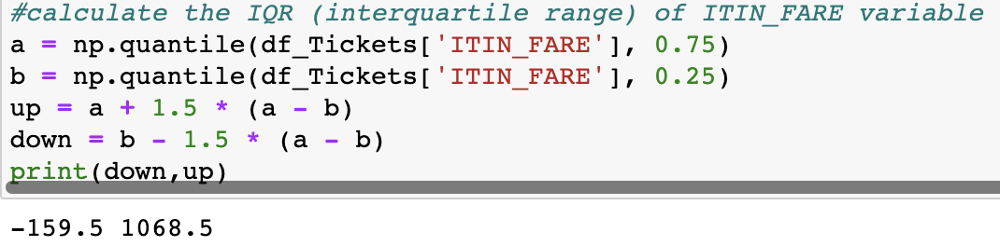 #calculate the IQR (interquartile range) of ITIN_FARE variable
a = np.quantile(df_Tickets['ITIN_FARE'], 0.75)
b = np.quantile(df_Tickets['ITIN_FARE'], 0.25)
up = a + 1.5 * (a - b)
down = b - 1.5 * (a - b)
print(down,up)
-159.5 1068.5